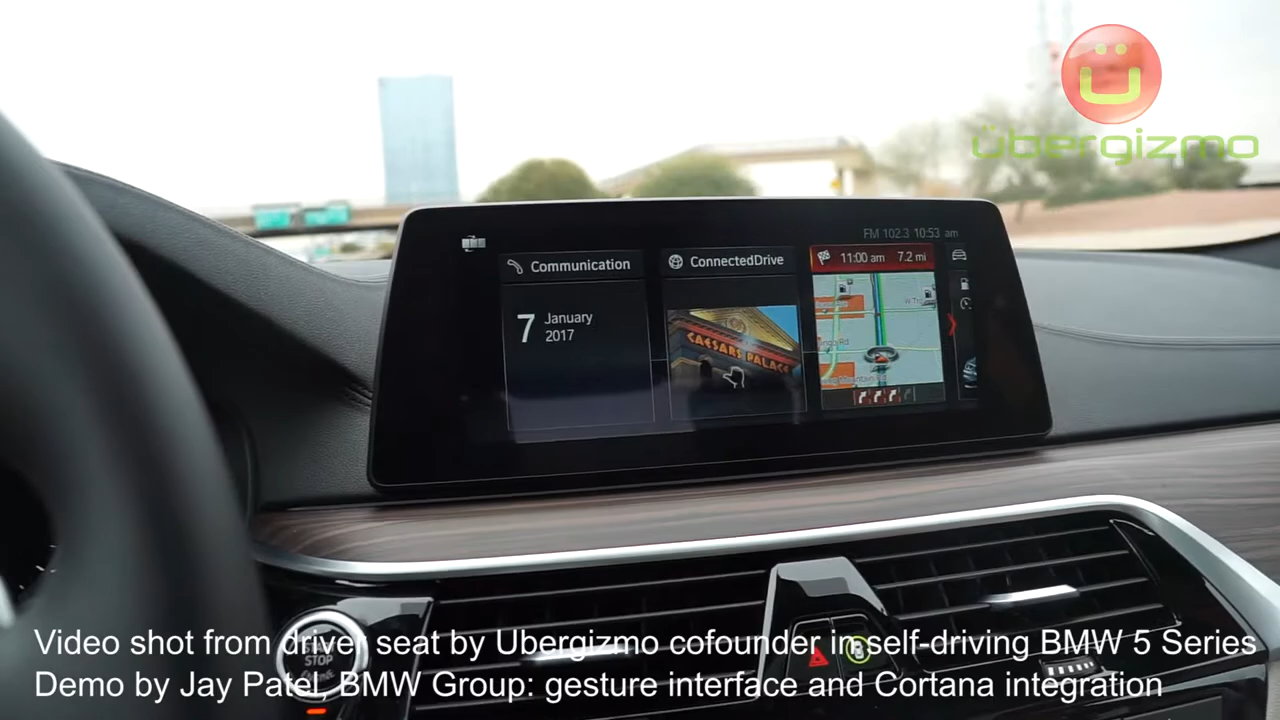 übergizmo
FM 102.3 10:53 am
Communication
ConnectedDrive
11:00 am 7.2 mi
7 January
2017
CAESARS PALACE
STOP
Video shot from driver seat by Ubergizmo cofounder in self-driving BMW 5 Series
Demo by Jay Patel, BMW Group: gesture interface and Cortana integration